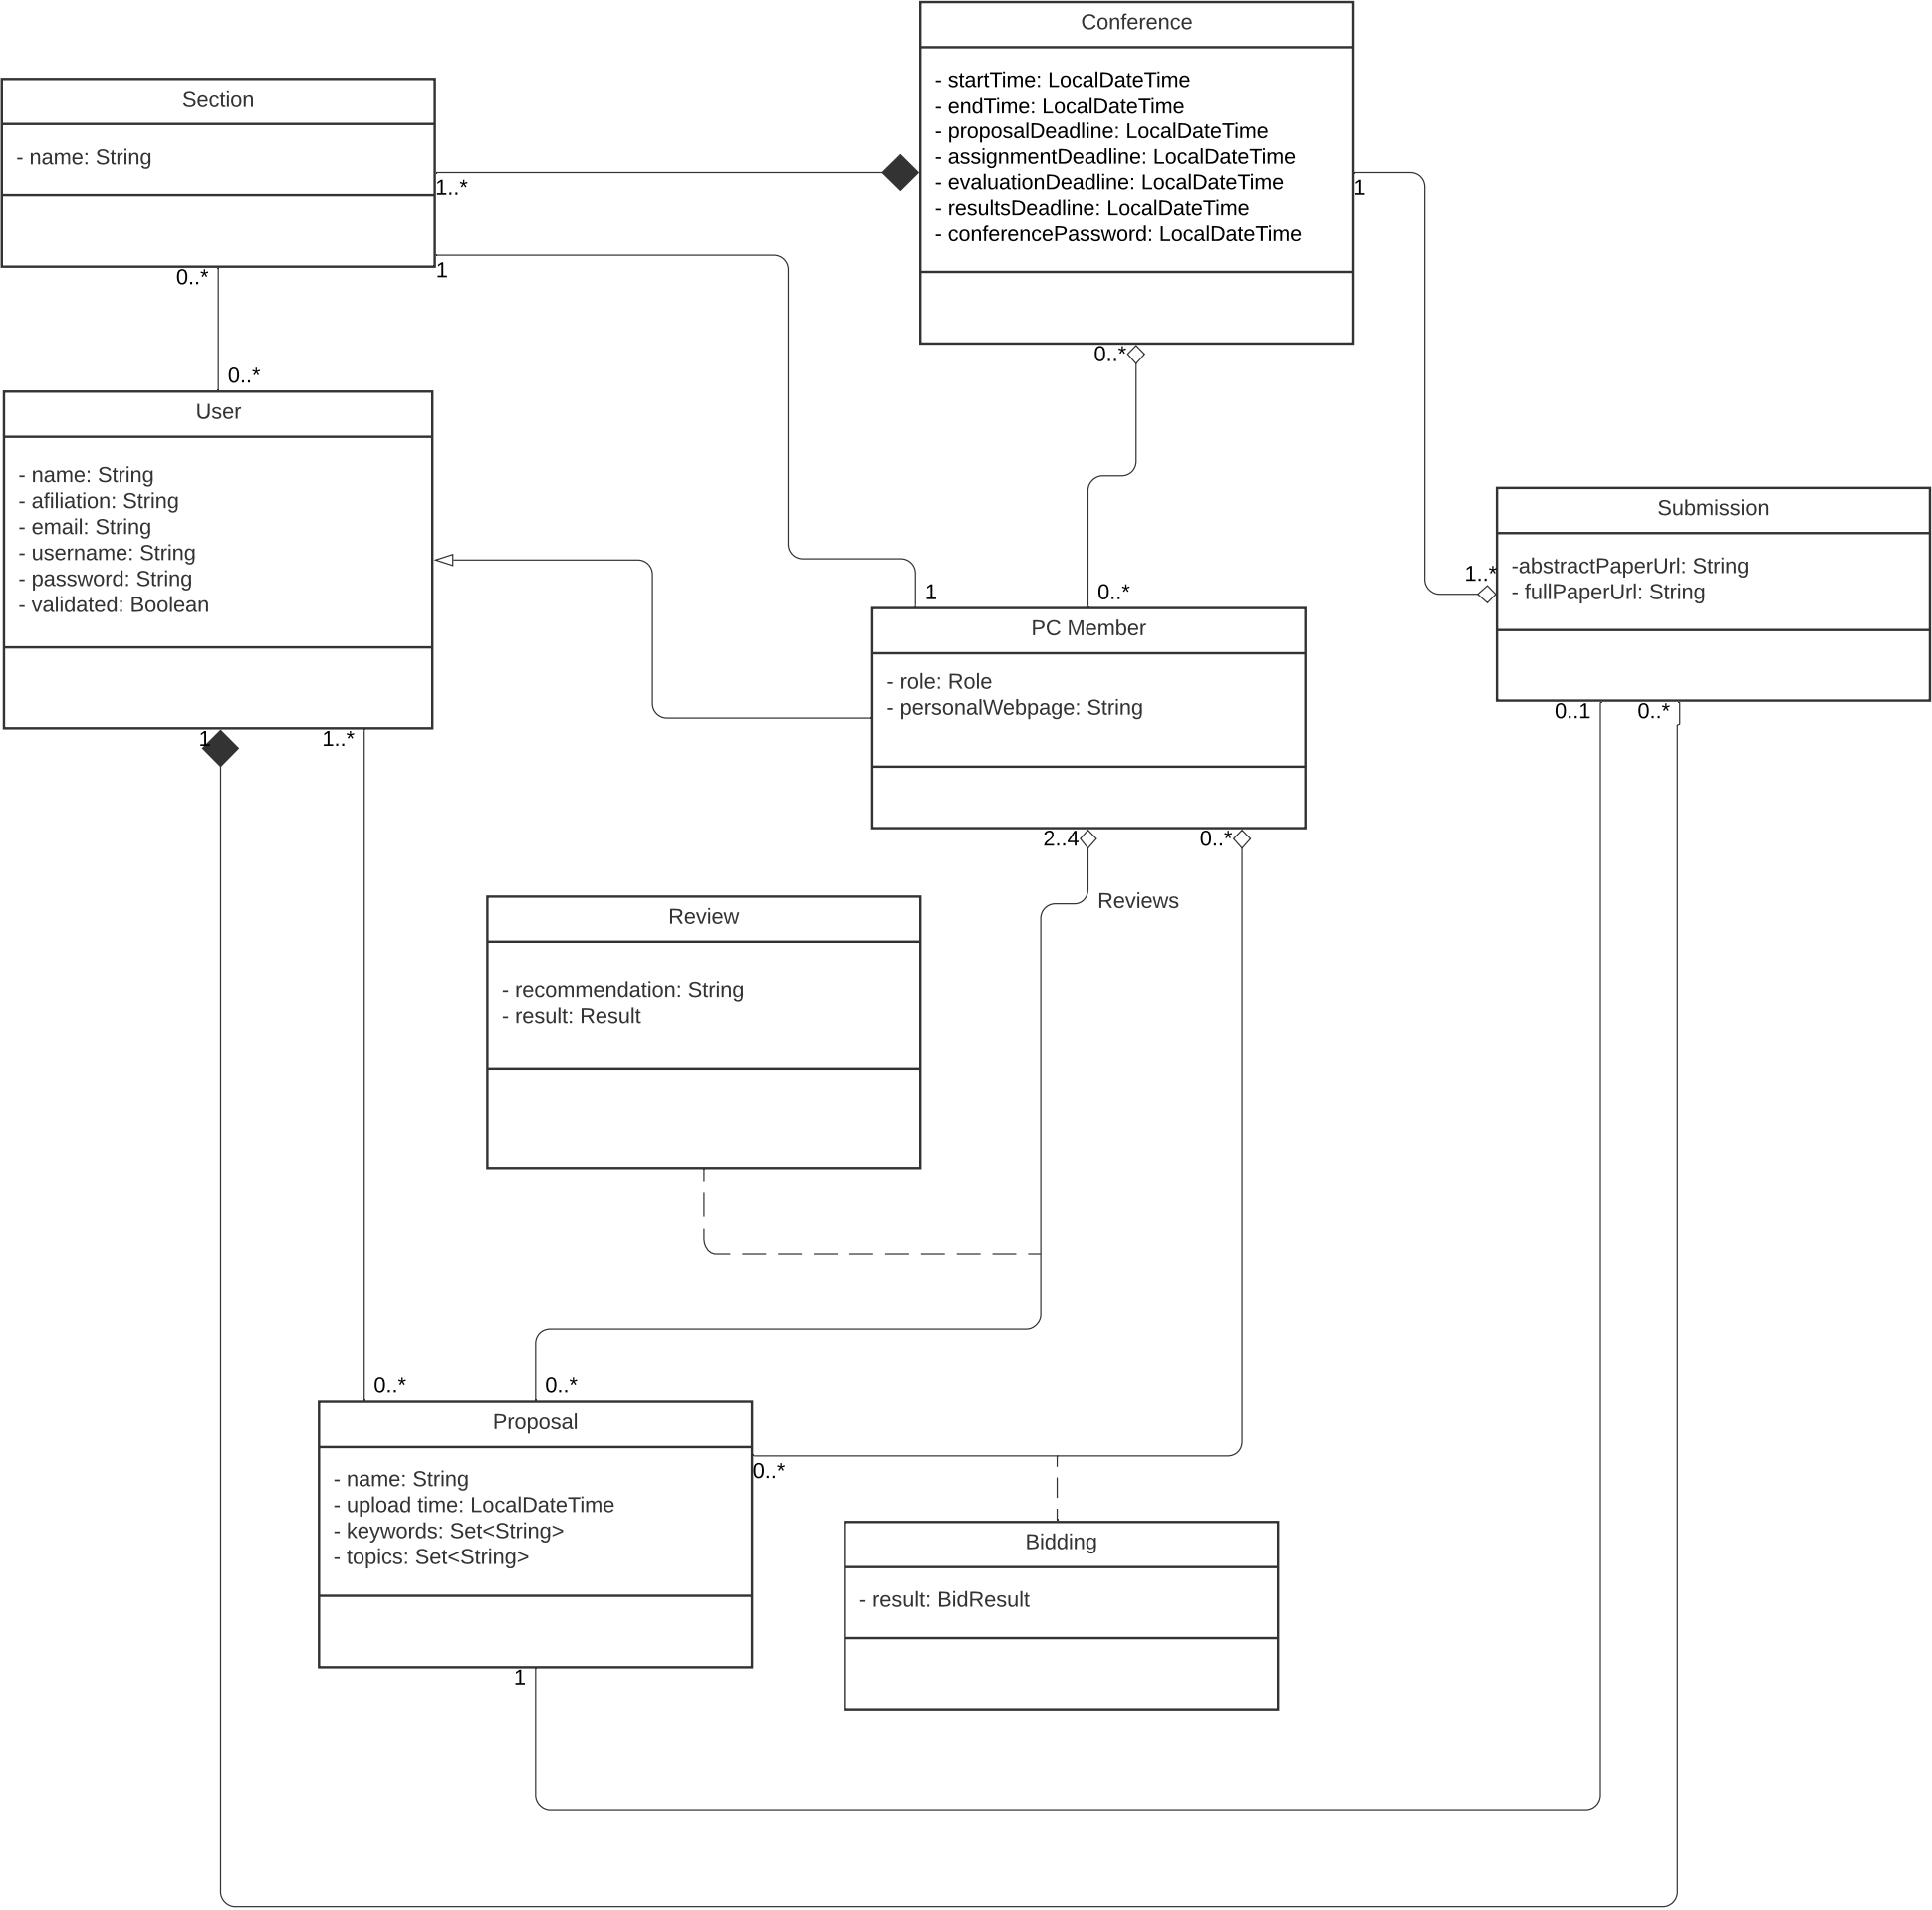 Conference
- startTime: LocalDateTime
- endTime: LocalDateTime
- proposalDeadline: LocalDateTime
- assignmentDeadline: LocalDateTime
- evaluationDeadline: LocalDateTime
- resultsDeadline: LocalDateTime
- conferencePassword: LocalDateTime
Section
- name: String
1..*
1
1
0..*
0..*
0..*
User
- name: String
- afiliation: String
- email: String
- username: String
- password: String
- validated: Boolean
Submission
-abstractPaperUrl: String
- fullPaperUrl: String
1..*
1
0..*
PC Member
- role: Role
- personalWebpage: String
0..1
0..*
1
1..*
2..4
0..*
Reviews
Review
- recommendation: String
- result: Result
0..*
0..*
Proposal
- name: String
- upload time: LocalDateTime
- keywords: Set<String>
- topics: Set<String>
0..*
Bidding
- result: BidResult
1